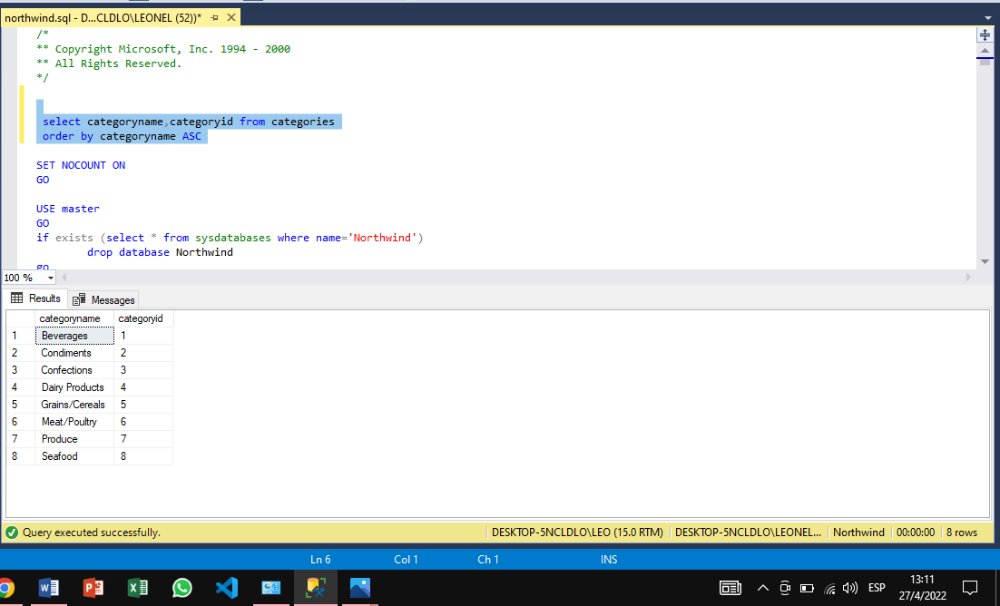 northwind.sql - D...CLDLO\LEONEL (52))*
/*
** Copyright Microsoft, Inc. 1994 - 2000
** All Rights Reserved.
*/
select categoryname,categoryid from categories
order by categoryname ASC
SET NOCOUNT ON
GO
USE master
GO
if exists (select * from sysdatabases where name='Northwind')
drop database Northwind
go
100 %
Results Messages
categoryname categoryid
1 Beverages 1
2 Condiments 2
3 Confections 3
4 Dairy Products 4
5 Grains/Cereals 5
6 Meat/Poultry 6
7 Produce 7
8 Seafood 8
Query executed successfully. DESKTOP-5NCLDLO\LEO (15.0 RTM) DESKTOP-5NCLDLO\LEONEL... Northwind 00:00:00 8 rows
Ln 6 Col 1 Ch 1 INS
ESP 13:11
27/4/2022